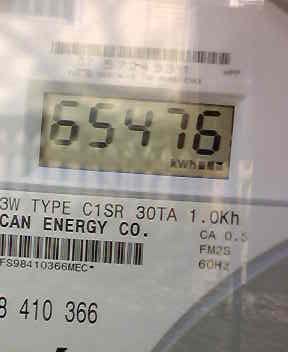 65476
kWh
3W TYPE C1SR 30TA 1.0Kh
CAN ENERGY CO.
CA 0.5
FM2S
60Hz
FS98410366MEC*
8 410 366